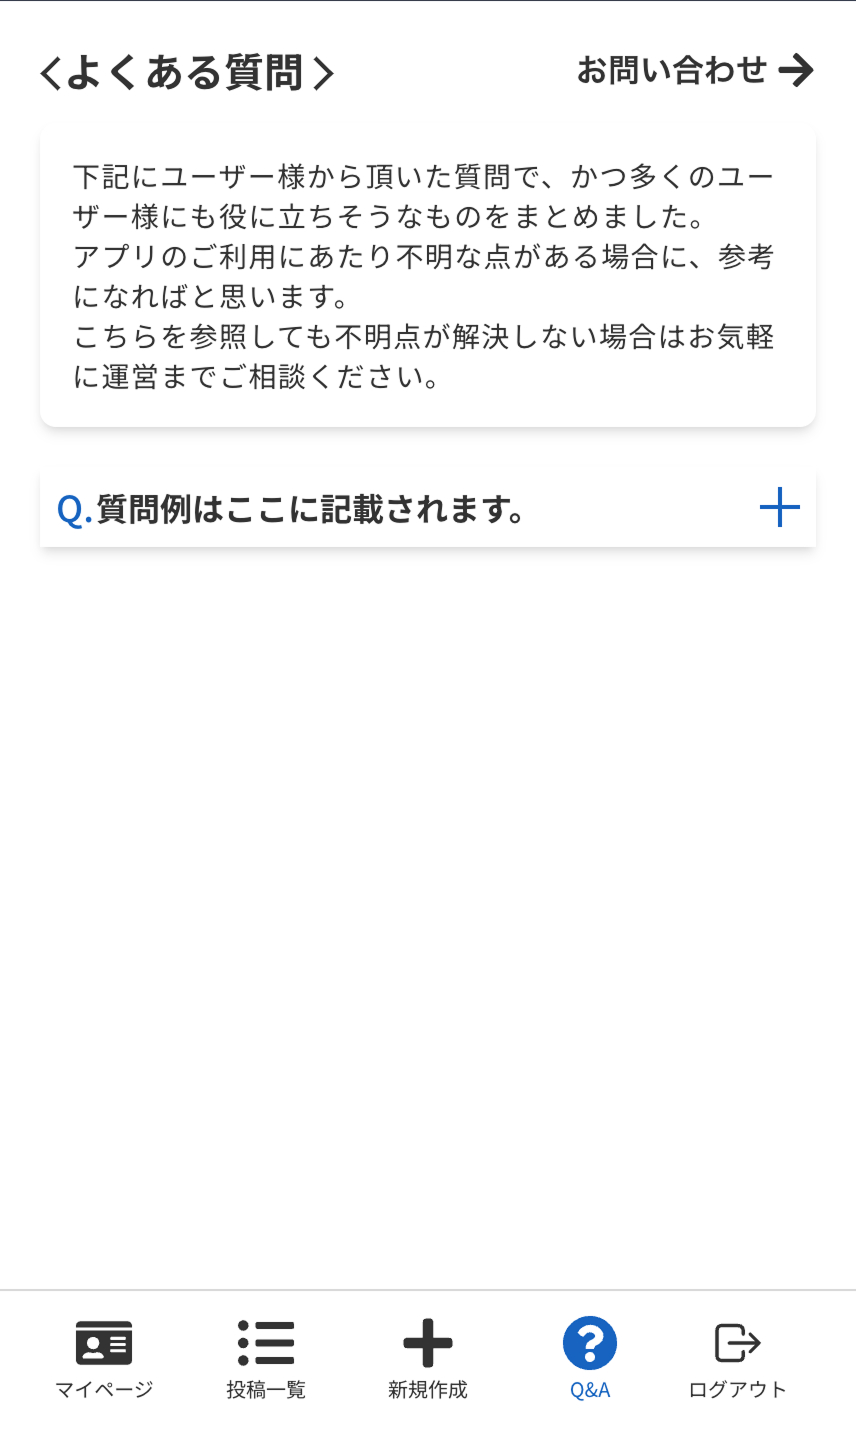 <よくある質問>
お問い合わせ→
下記にユーザー様から頂いた質問で、かつ多くのユー
ザー様にも役に立ちそうなものをまとめました。
アプリのご利用にあたり不明な点がある場合に、参考
になればと思います。
こちらを参照しても不明点が解決しない場合はお気軽
に運営までご相談ください。
Q.質問例はここに記載されます。
マイページ
投稿一覧
新規作成
Q&A
ログアウト